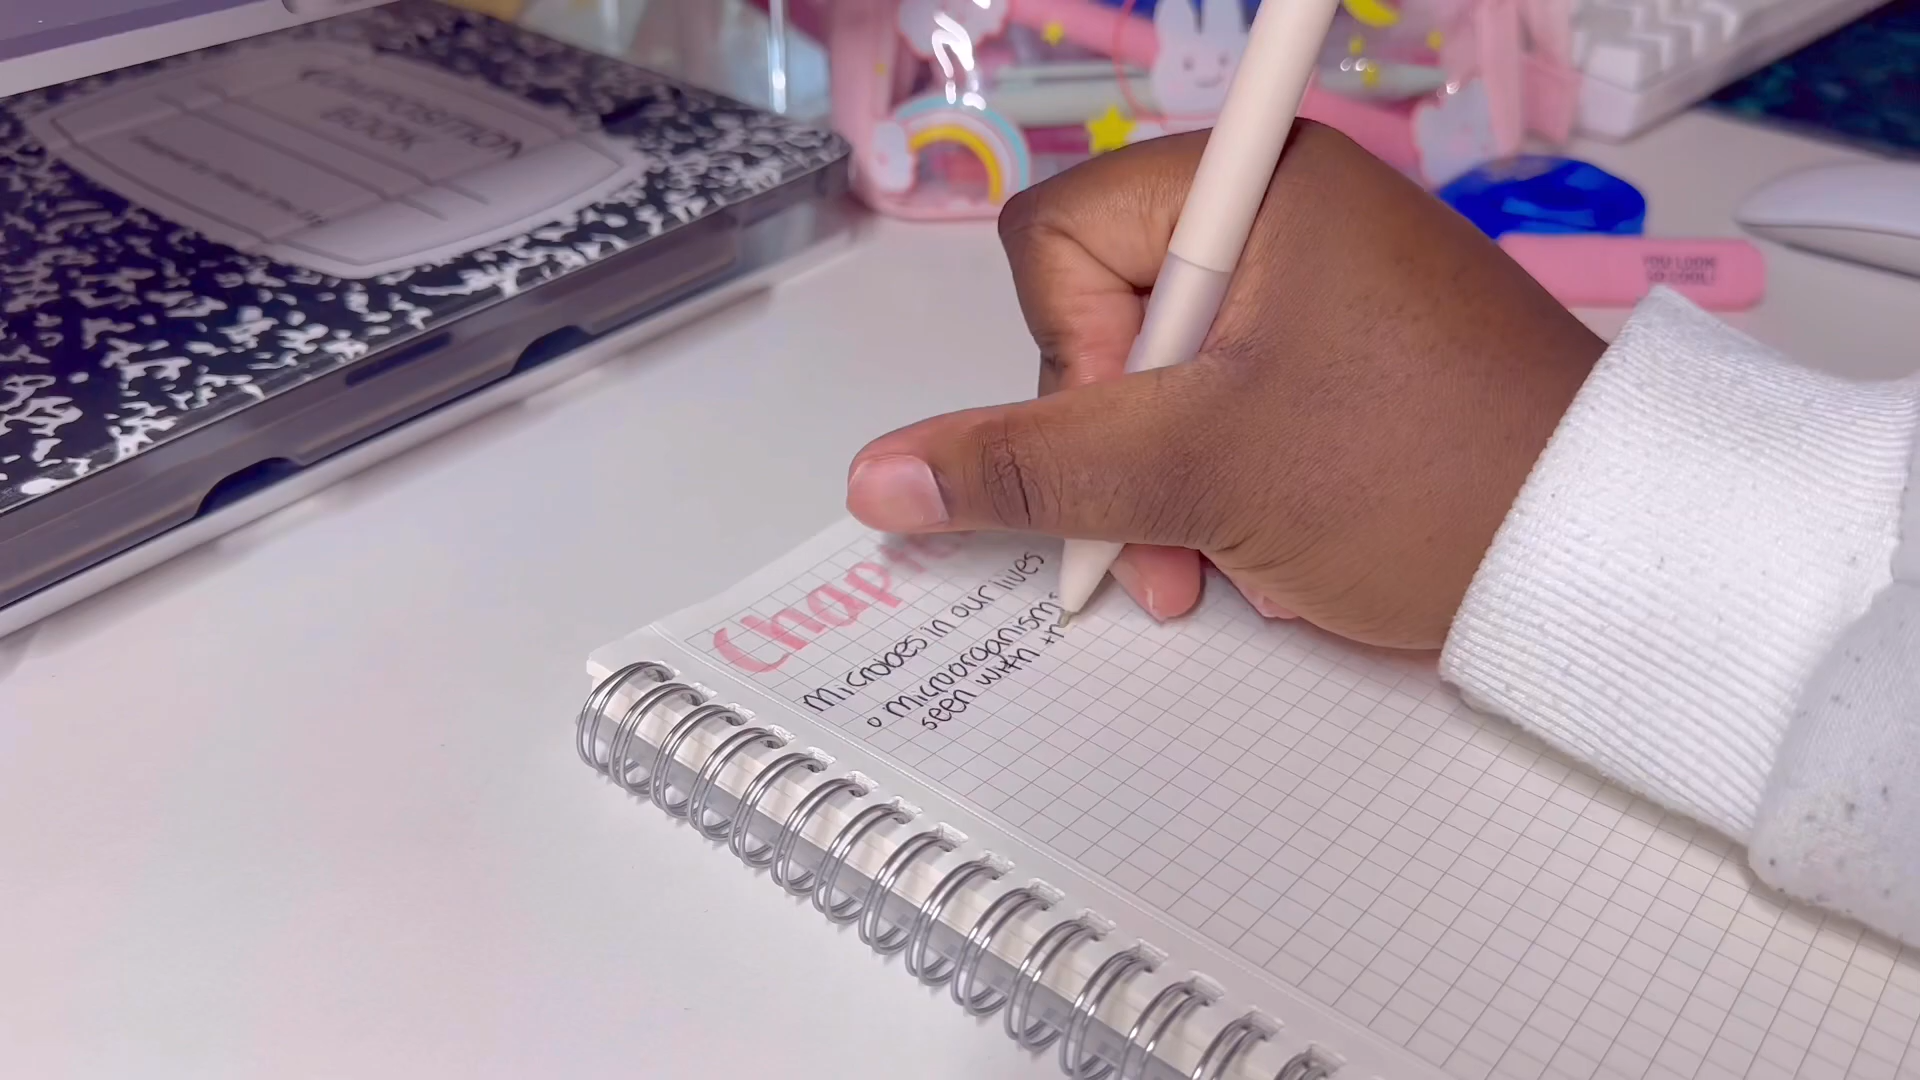 COMPOSITION
BOOK
YOU LOOK
SO COOL!
Chap
Microbes in our lives
o Microorganisms
seen with